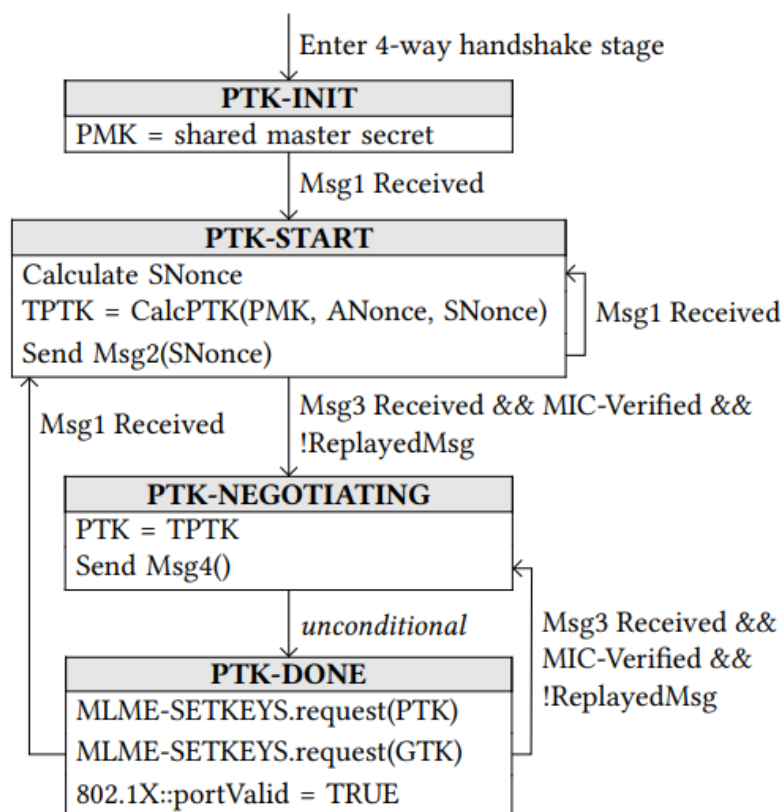 Enter 4-way handshake stage
PTK-INIT
PMK = shared master secret
Msg1 Received
PTK-START
Calculate SNonce
TPTK = CalcPTK(PMK, ANonce, SNonce)
Send Msg2(SNonce)
Msg1 Received
Msg1 Received
Msg3 Received && MIC-Verified &&
!ReplayedMsg
PTK-NEGOTIATING
PTK = TPTK
Send Msg4()
unconditional
Msg3 Received &&
MIC-Verified &&
!ReplayedMsg
PTK-DONE
MLME-SETKEYS.request(PTK)
MLME-SETKEYS.request(GTK)
802.1X::portValid = TRUE